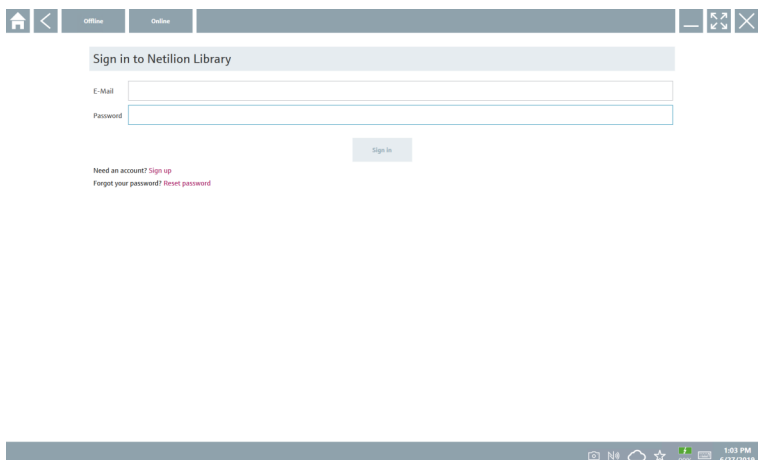 Offline Online
Sign in to Netilion Library
E-Mail
Password
Sign in
Need an account? Sign up
Forgot your password? Reset password
1:03 PM